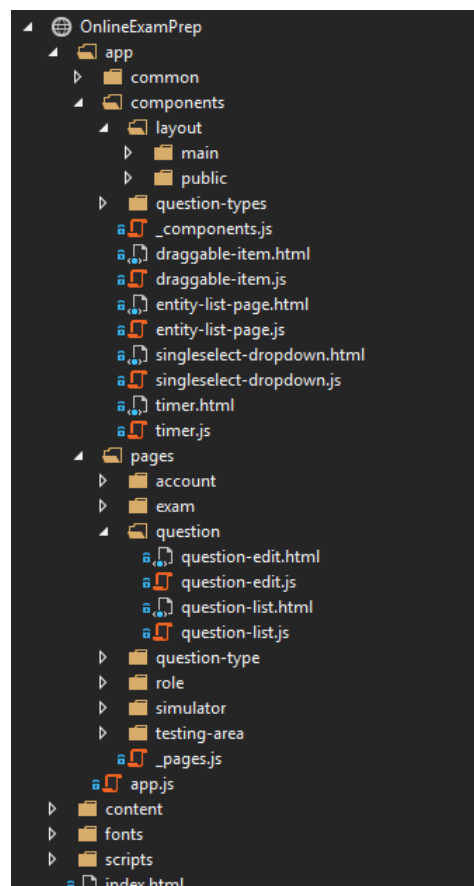 OnlineExamPrep
app
common
components
layout
main
public
question-types
_components.js
draggable-item.html
draggable-item.js
entity-list-page.html
entity-list-page.js
singleselect-dropdown.html
singleselect-dropdown.js
timer.html
timer.js
pages
account
exam
question
question-edit.html
question-edit.js
question-list.html
question-list.js
question-type
role
simulator
testing-area
_pages.js
app.js
content
fonts
scripts
index.html